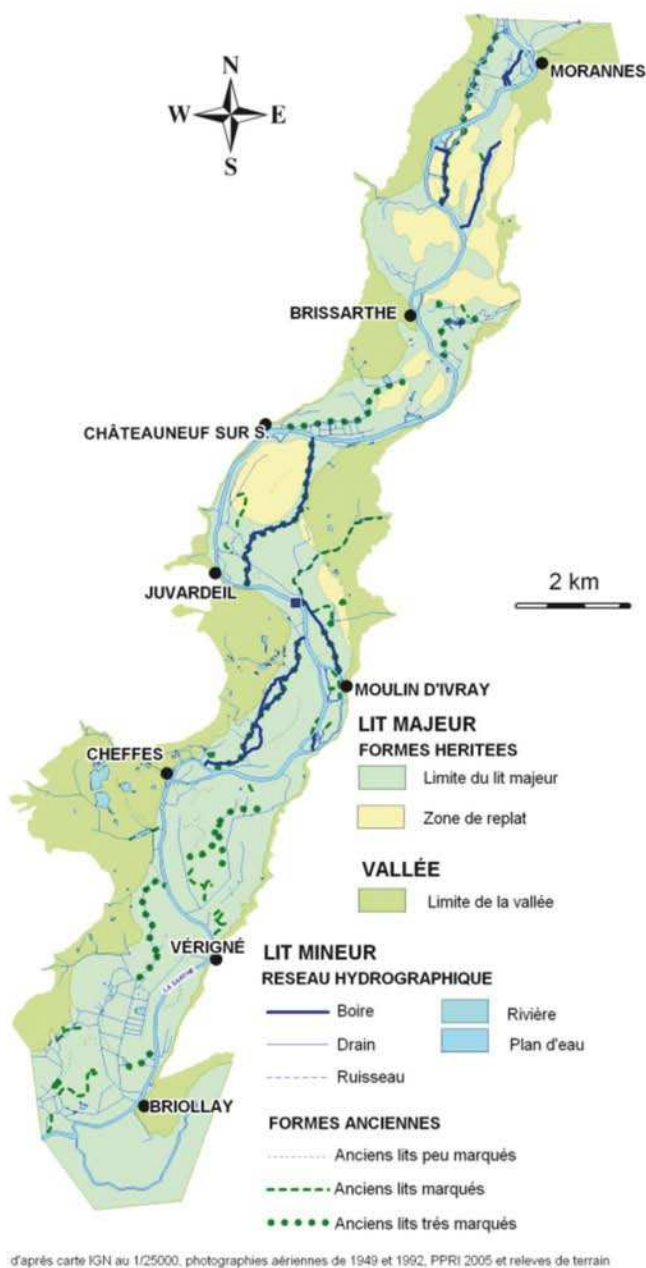 MORANNES
N
W
E
S
BRISSARTHE
CHÂTEAUNEUF SUR S.
JUVARDEIL
2 km
MOULIN D'IVRAY
LIT MAJEUR
FORMES HERITEES
Limite du lit majeur
Zone de replat
CHEFFES
VALLÉE
Limite de la vallée
VÉRIGNÉ
LA SARTHE
LIT MINEUR
RESEAU HYDROGRAPHIQUE
Boire
Rivière
Drain
Plan d'eau
Ruisseau
BRIOLLAY
FORMES ANCIENNES
Anciens lits peu marqués
Anciens lits marqués
Anciens lits trés marqués
d'après carte IGN au 1/25000, photographies aériennes de 1949 et 1992, PPRI 2005 et releves de terrain